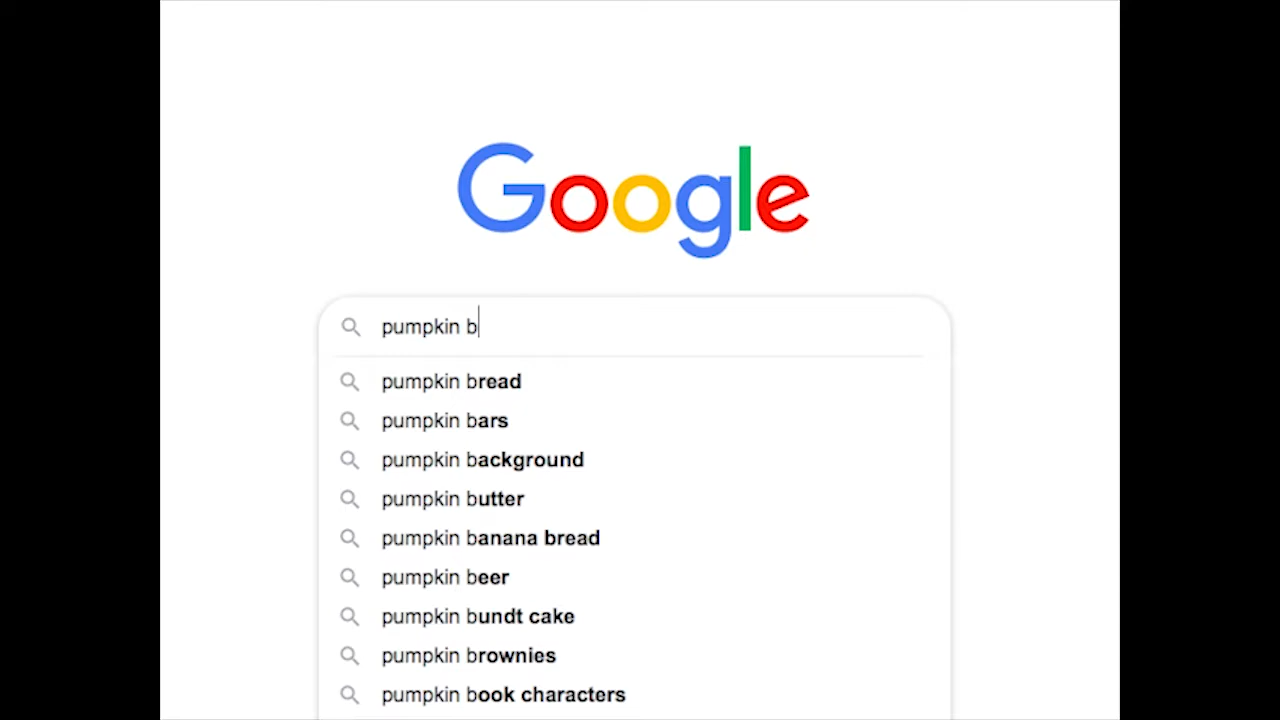 Google
pumpkin b
pumpkin bread
pumpkin bars
pumpkin background
pumpkin butter
pumpkin banana bread
pumpkin beer
pumpkin bundt cake
pumpkin brownies
pumpkin book characters